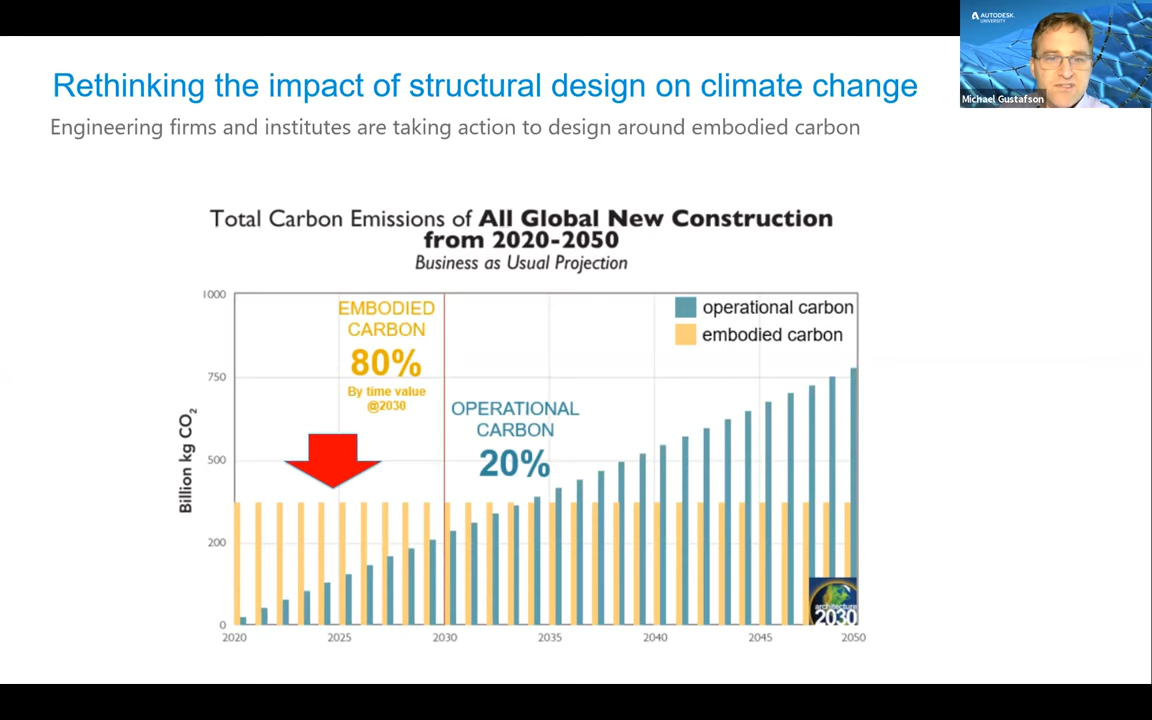 AUTODESK
UNIVERSITY
Michael Gustafson
Rethinking the impact of structural design on climate change
Engineering firms and institutes are taking action to design around embodied carbon
Total Carbon Emissions of All Global New Construction
from 2020-2050
Business as Usual Projection
1000
750
500
200
0
Billion kg CO₂
EMBODIED
CARBON
80%
By time value
@2030
OPERATIONAL
CARBON
20%
operational carbon
embodied carbon
architecture
2030
2020
2025
2030
2035
2040
2045
2050